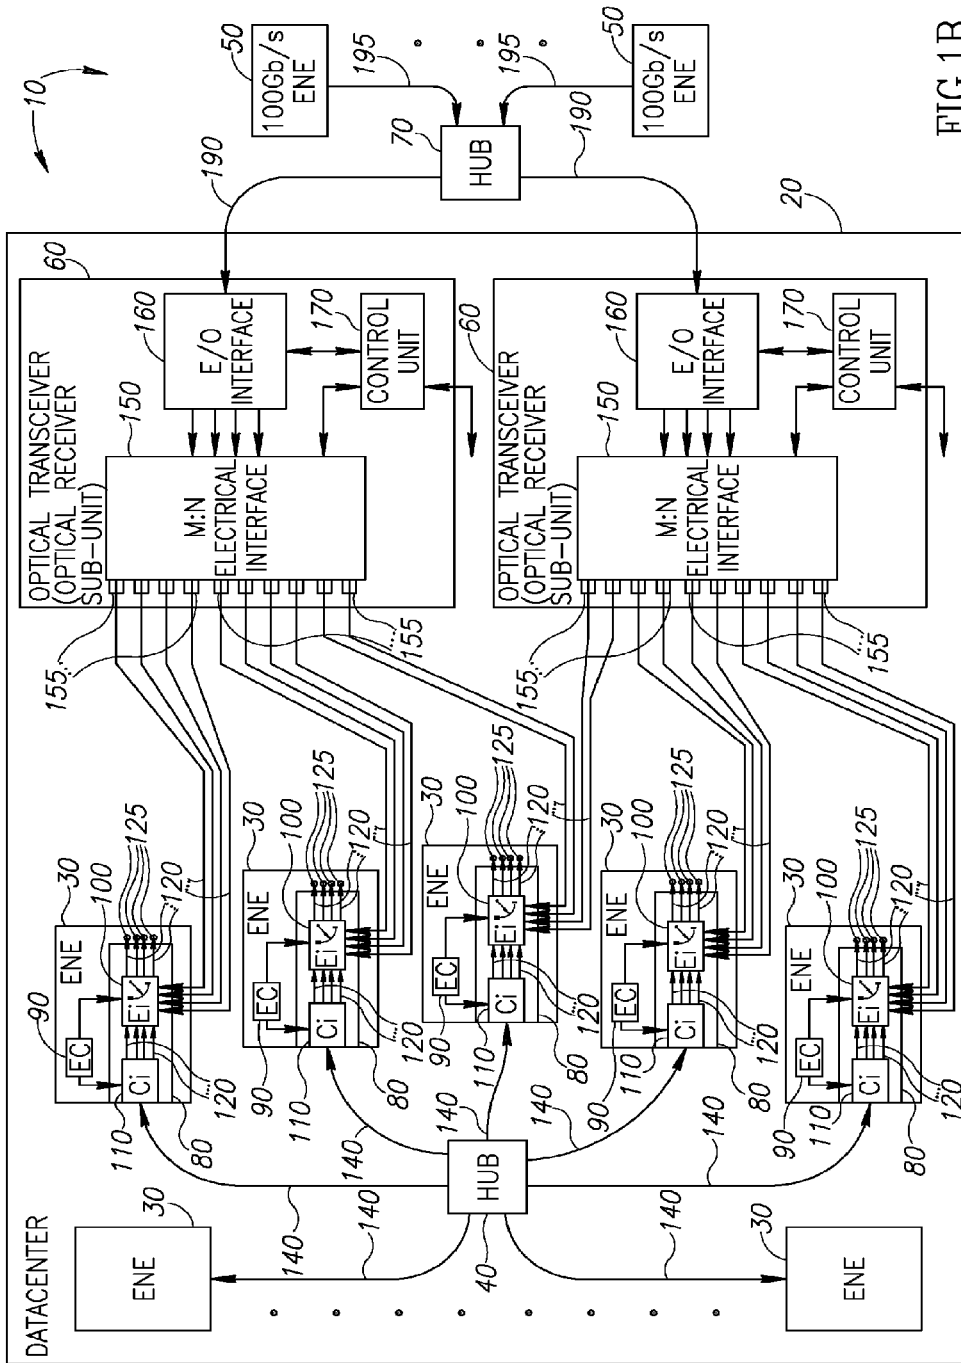 DATACENTER
ENE
30
140
140
HUB
40
140
140
140
140
140
ENE
30
30
ENE
100
125
90
EC
Ei
Ci
120
120
110
80
30
ENE
100
125
90
EC
Ei
Ci
120
120
110
80
30
ENE
100
125
90
EC
Ei
Ci
120
120
110
80
30
ENE
100
125
90
EC
Ei
Ci
120
120
110
80
30
ENE
100
125
90
EC
Ei
Ci
120
120
110
80
OPTICAL TRANSCEIVER
(OPTICAL RECEIVER
SUB-UNIT)
60
150
155
155
M:N
ELECTRICAL
INTERFACE
160
E/O
INTERFACE
170
CONTROL
UNIT
OPTICAL TRANSCEIVER
(OPTICAL RECEIVER
SUB-UNIT)
60
150
155
155
M:N
ELECTRICAL
INTERFACE
160
E/O
INTERFACE
170
CONTROL
UNIT
20
190
190
70
HUB
195
195
50
100Gb/s
ENE
50
100Gb/s
ENE
10
FIG.1B